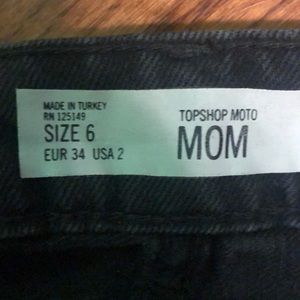 MADE IN TURKEY
RN 125149
SIZE 6
EUR 34 USA 2
TOPSHOP MOTO
MOM